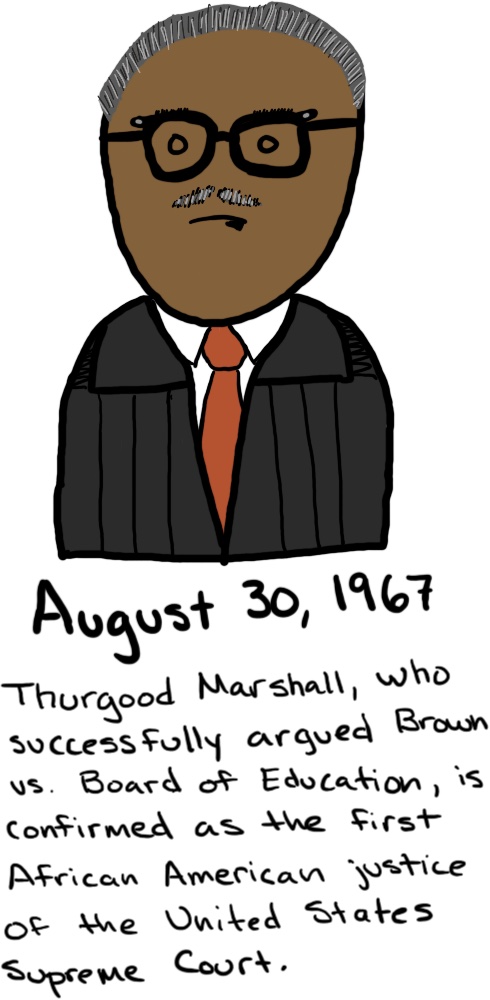 August 30, 1967
Thurgood Marshall, who
successfully argued Brown
vs. Board of Education, is
confirmed as the first
African American justice
of the United States
Supreme Court.